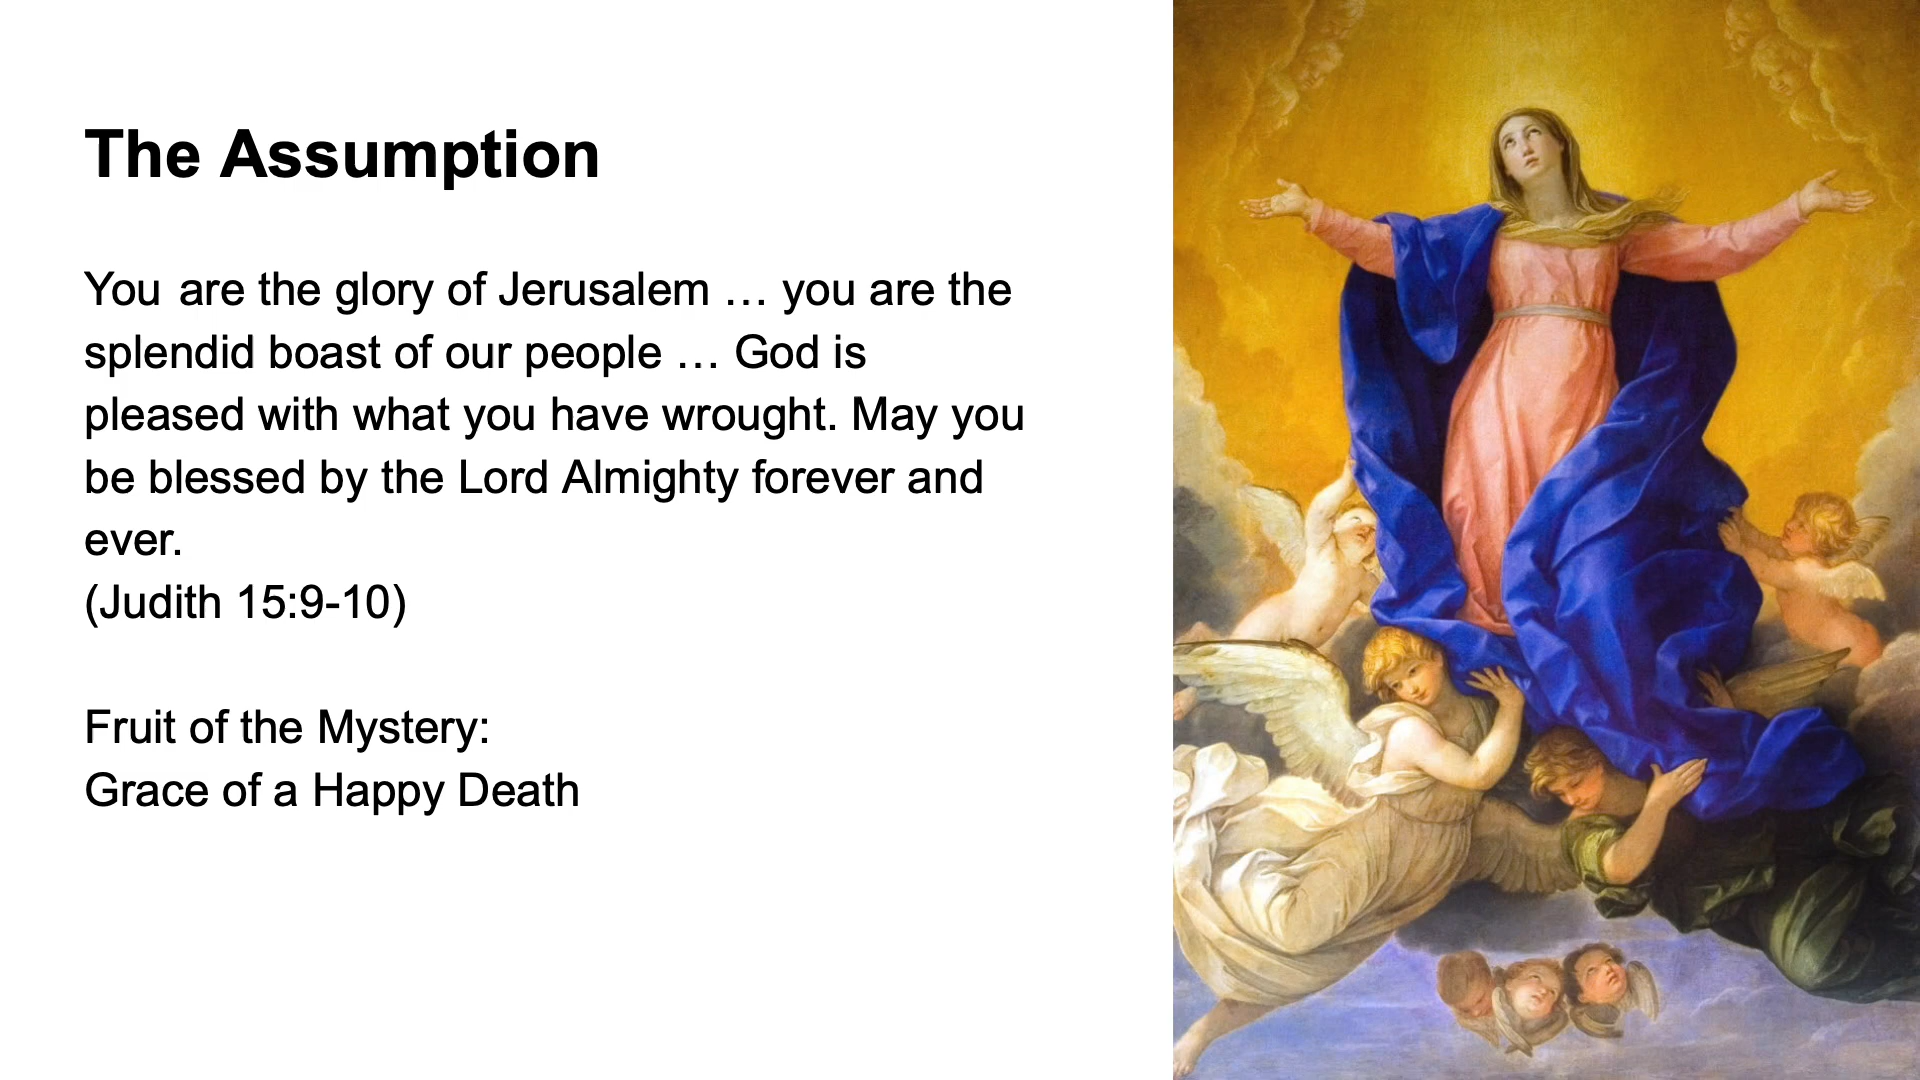 The Assumption
You are the glory of Jerusalem … you are the
splendid boast of our people … God is
pleased with what you have wrought. May you
be blessed by the Lord Almighty forever and
ever.
(Judith 15:9-10)
Fruit of the Mystery:
Grace of a Happy Death